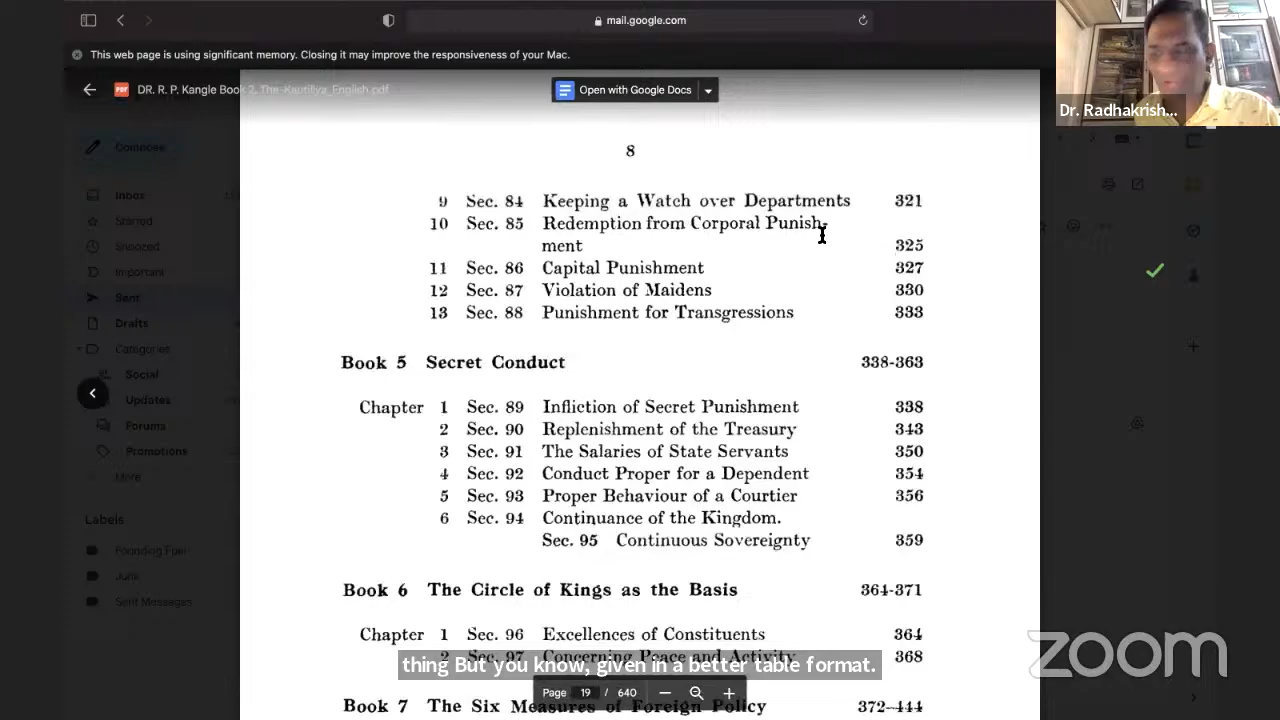 mail.google.com
This web page is using significant memory. Closing it may improve the responsiveness of your Mac.
DR. R. P. Kangle Book 2, The-Kautiliya_English.pdf
Open with Google Docs
Dr. Radhakrish...
Compose
Inbox
Starred
Snoozed
Important
Sent
Drafts
Categories
Social
Updates
Forums
Promotions
More
Labels
Founding Fuel
Junk
Sent Messages
8
9 Sec. 84 Keeping a Watch over Departments 321
10 Sec. 85 Redemption from Corporal Punish-
ment 325
11 Sec. 86 Capital Punishment 327
12 Sec. 87 Violation of Maidens 330
13 Sec. 88 Punishment for Transgressions 333
Book 5 Secret Conduct 338-363
Chapter 1 Sec. 89 Infliction of Secret Punishment 338
2 Sec. 90 Replenishment of the Treasury 343
3 Sec. 91 The Salaries of State Servants 350
4 Sec. 92 Conduct Proper for a Dependent 354
5 Sec. 93 Proper Behaviour of a Courtier 356
6 Sec. 94 Continuance of the Kingdom.
Sec. 95 Continuous Sovereignty 359
Book 6 The Circle of Kings as the Basis 364-371
Chapter 1 Sec. 96 Excellences of Constituents 364
2 Sec. 97 Concerning Peace and Activity 368
thing But you know, given in a better table format.
Page 19 / 640
Book 7 The Six Measures of Foreign Policy 372-444
zoom